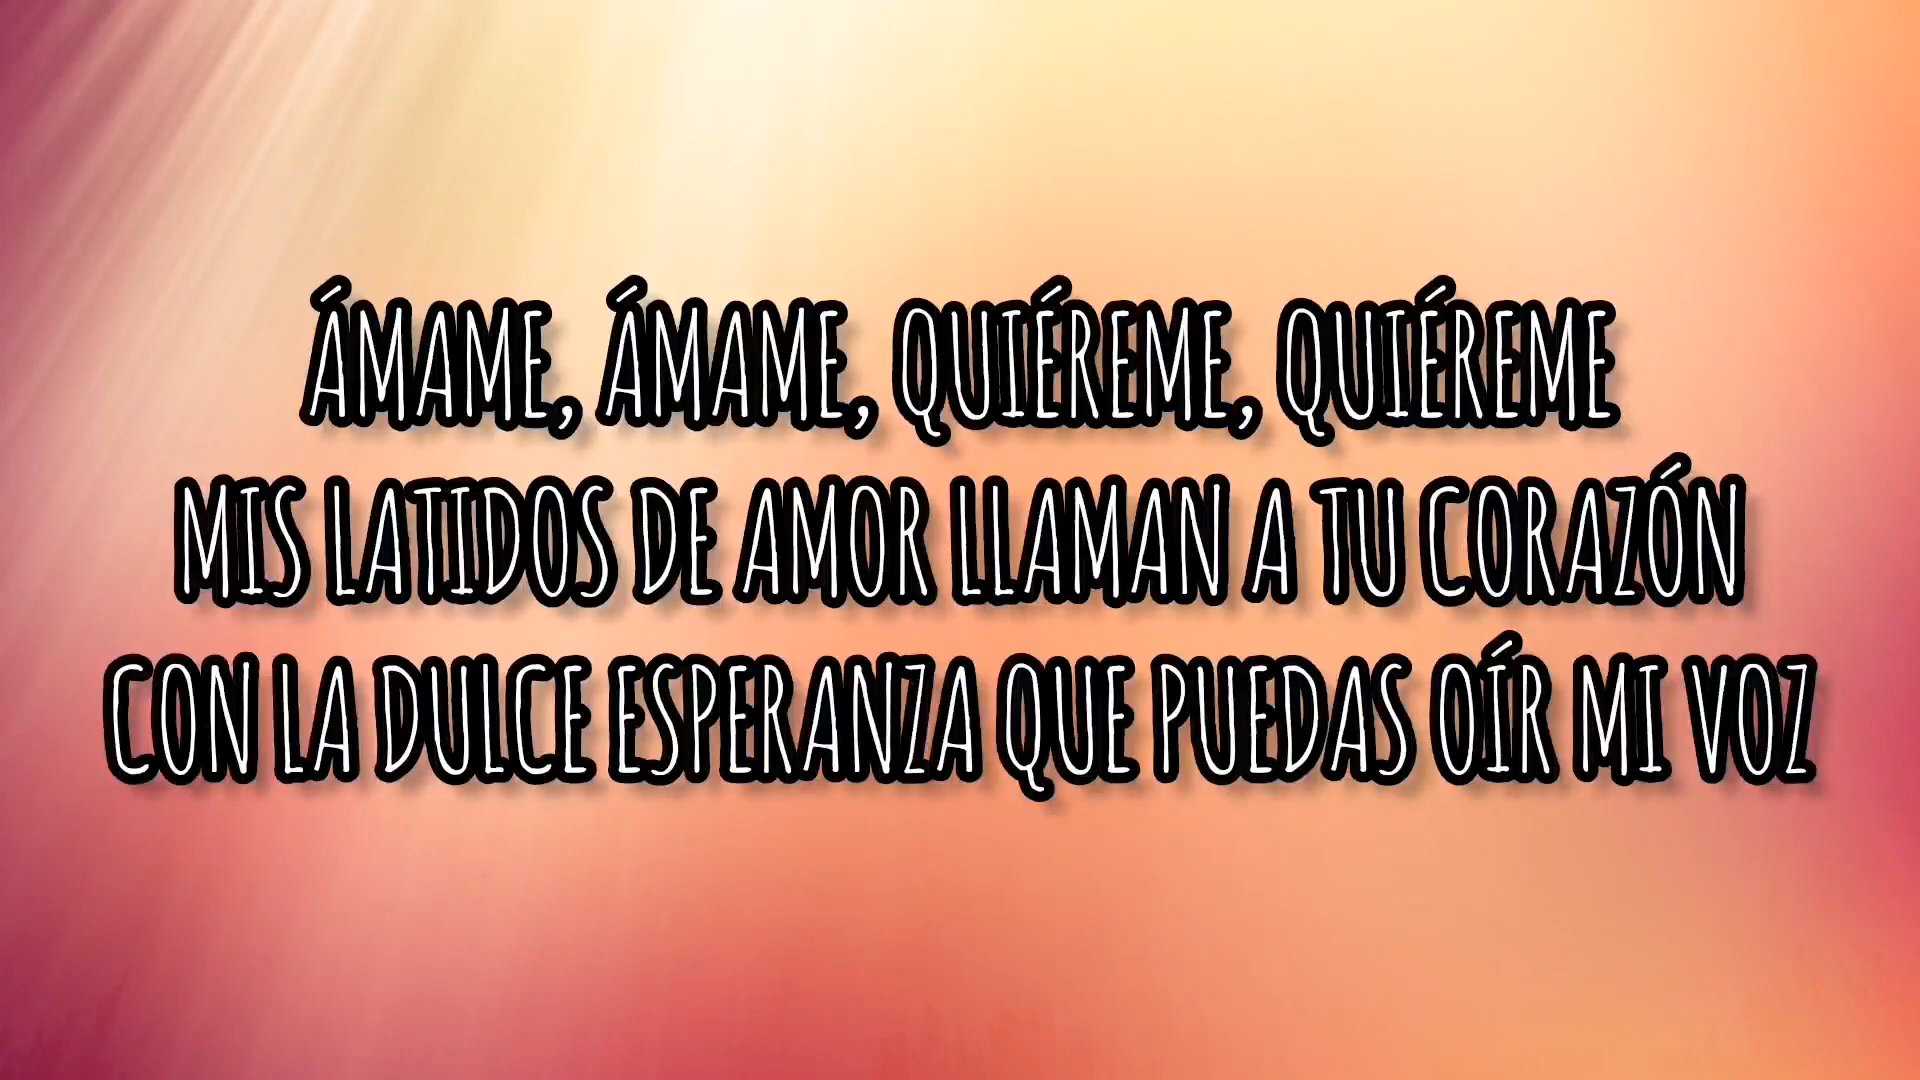 ÁMAME, ÁMAME, QUIÉREME, QUIÉREME
MIS LATIDOS DE AMOR LLAMAN A TU CORAZÓN
CON LA DULCE ESPERANZA QUE PUEDAS OÍR MI VOZ